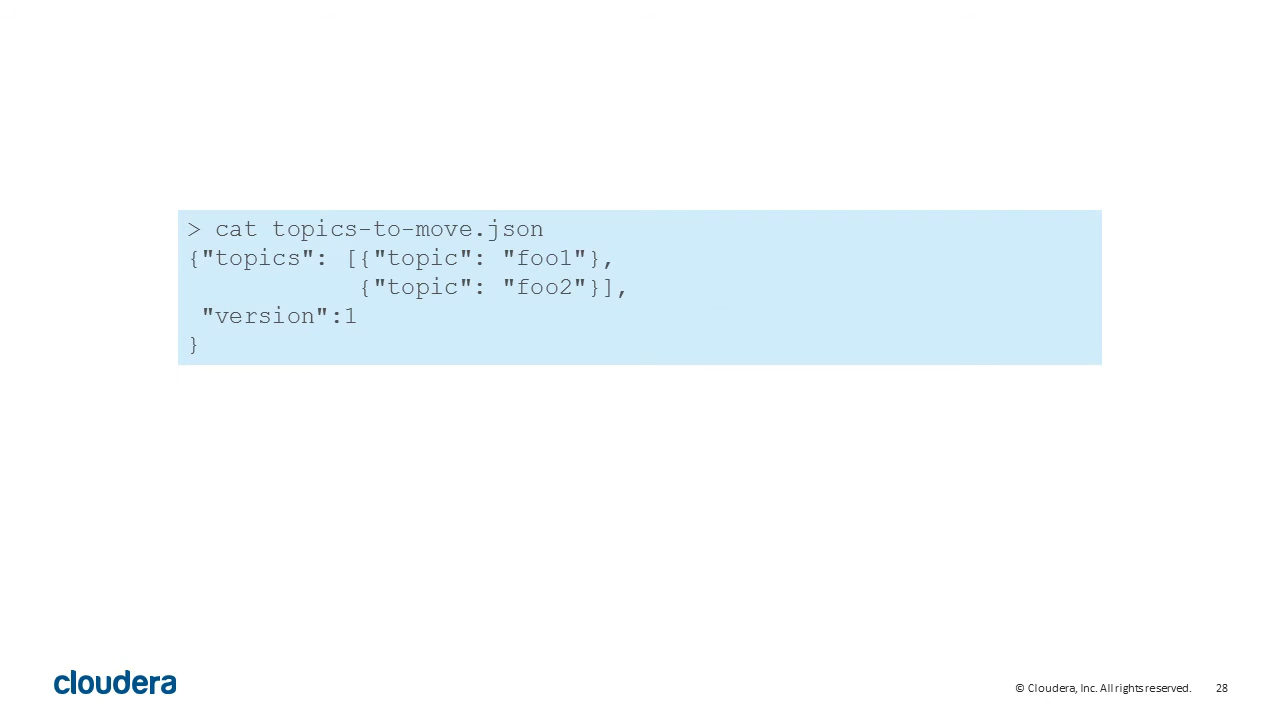 > cat topics-to-move.json
{"topics": [{"topic": "foo1"},
            {"topic": "foo2"}],
 "version":1
}
cloudera
© Cloudera, Inc. All rights reserved. 28